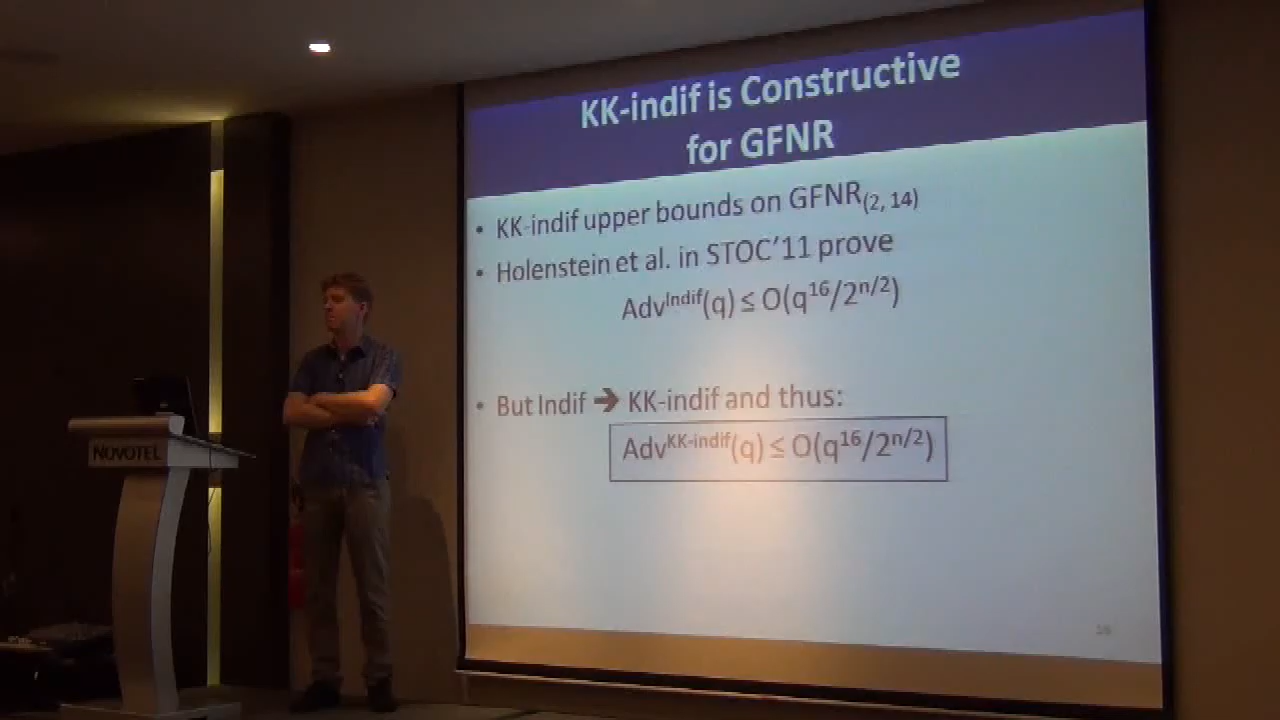 KK-indif is Constructive
for GFNR
• KK-indif upper bounds on GFNR(2, 14)
• Holenstein et al. in STOC'11 prove
Adv^Indif(q) ≤ O(q^16/2^n/2)
• But Indif ➔ KK-indif and thus:
Adv^KK-indif(q) ≤ O(q^16/2^n/2)
NOVOTEL